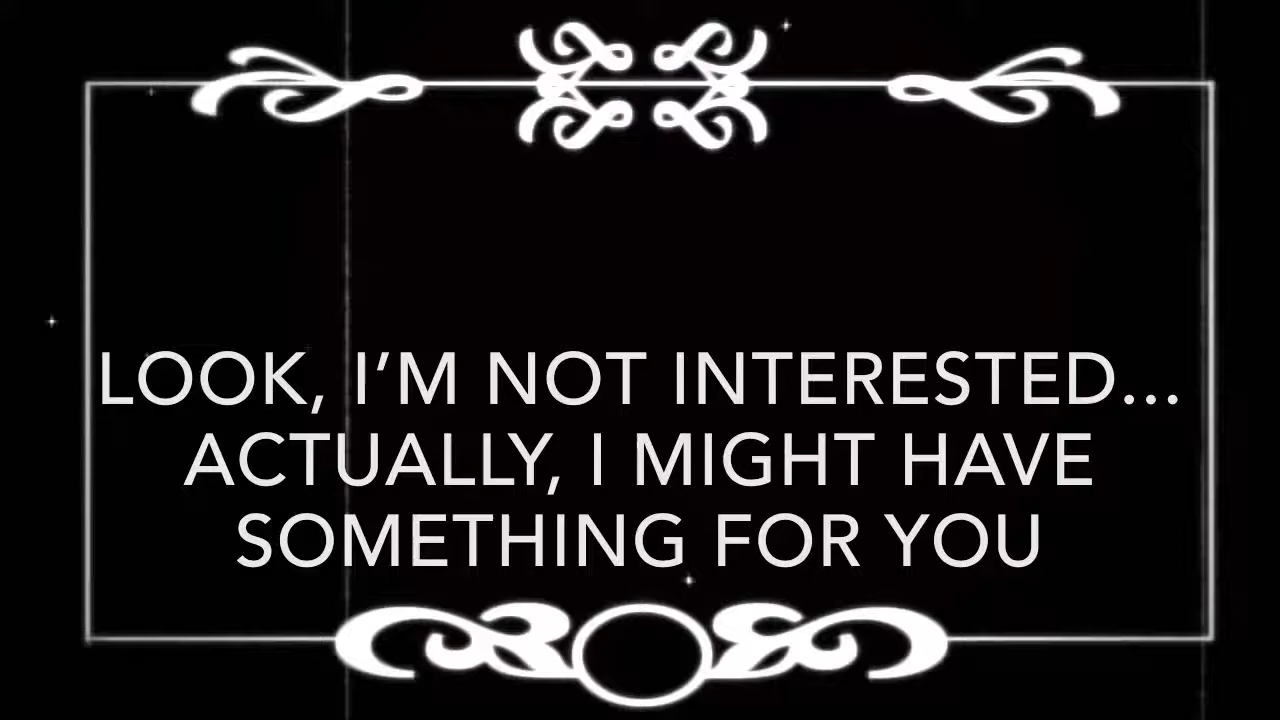 LOOK, I’M NOT INTERESTED...
ACTUALLY, I MIGHT HAVE
SOMETHING FOR YOU